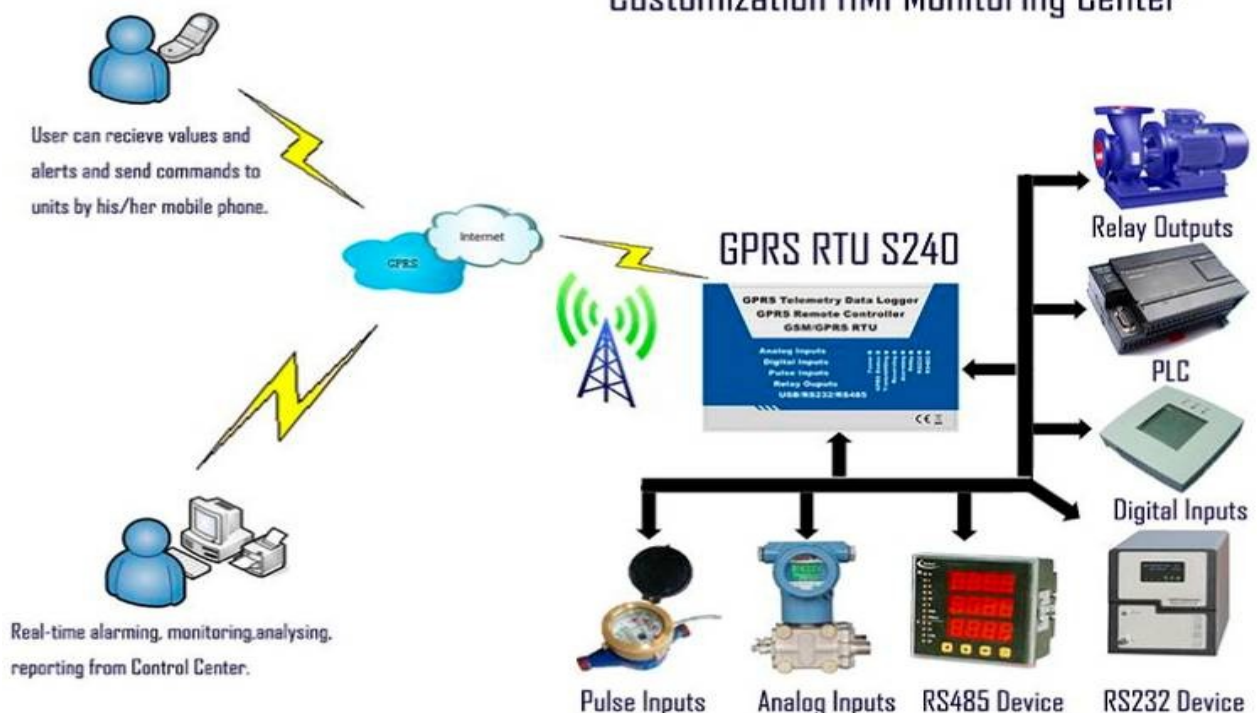 Customization HMI Monitoring Center
User can recieve values and
alerts and send commands to
units by his/her mobile phone.
Internet
GPRS
GPRS RTU S240
GPRS Telemetry Data Logger
GPRS Remote Controller
GSM/GPRS RTU
Analog Inputs
Digital Inputs
Pulse Inputs
Relay Ouputs
USB/RS232/RS485
CE
Relay Outputs
PLC
Digital Inputs
Real-time alarming, monitoring,analysing,
reporting from Control Center.
Pulse Inputs
Analog Inputs
RS485 Device
RS232 Device